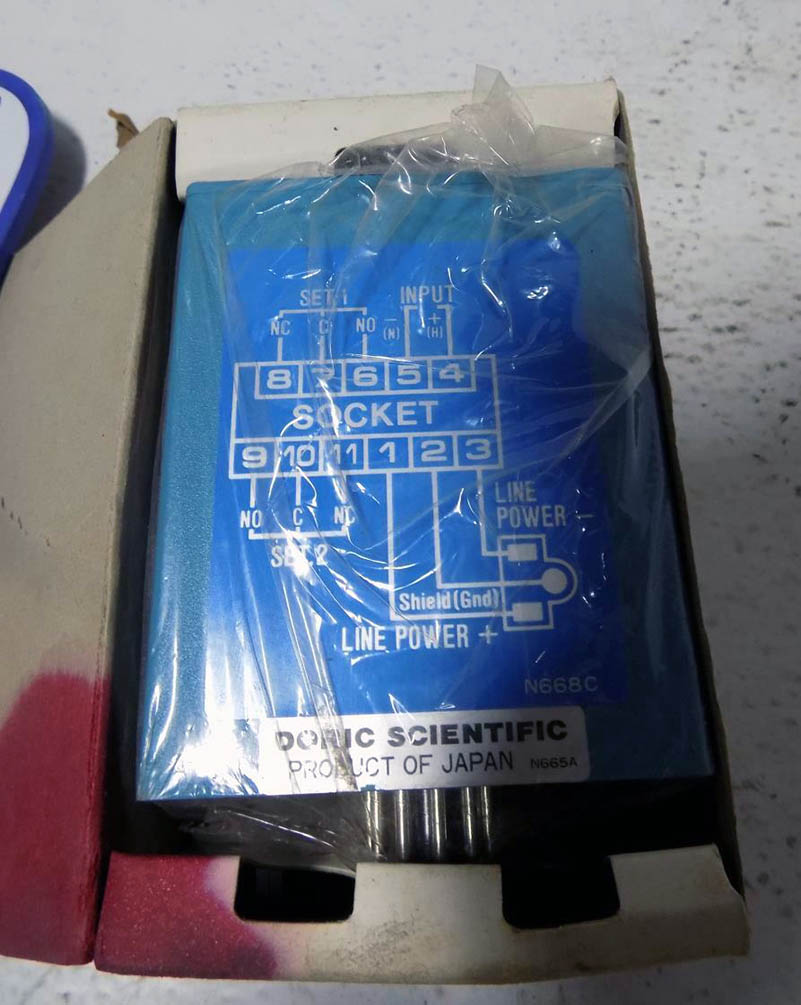 SET.1 INPUT
NC C NO − (N) + (H)
8 7 6 5 4
SOCKET
9 10 11 1 2 3
NO C NC
SET.2
LINE
POWER −
Shield(Gnd)
LINE POWER +
N668C
DORIC SCIENTIFIC
PRODUCT OF JAPAN N665A